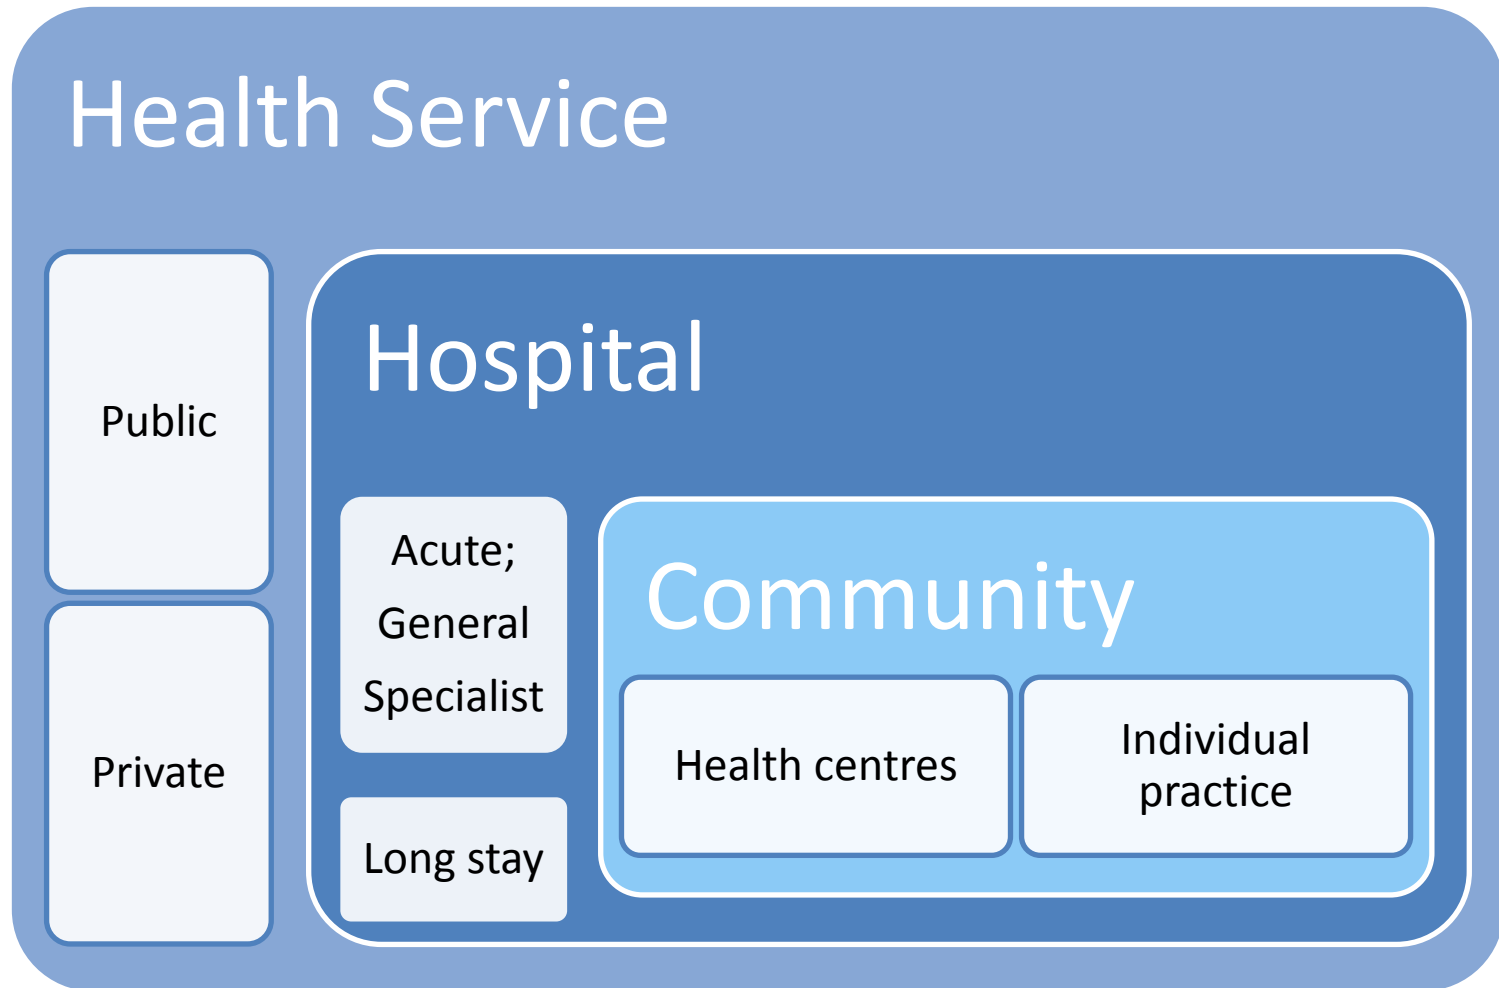 Health Service
Public
Private
Hospital
Acute;
General
Specialist
Long stay
Community
Health centres
Individual
practice